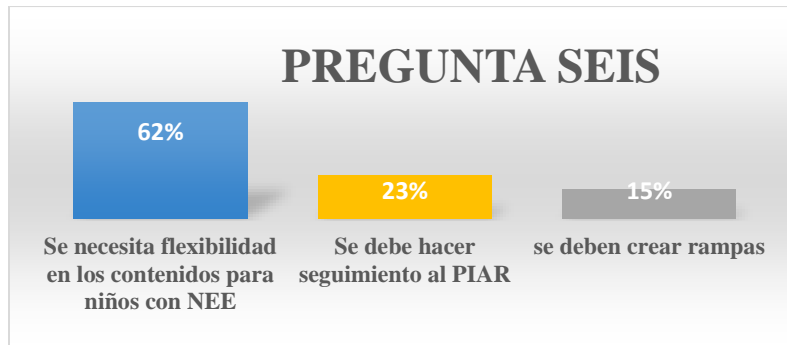 PREGUNTA SEIS
62%
23%
15%
Se necesita flexibilidad
en los contenidos para
niños con NEE
Se debe hacer
seguimiento al PIAR
se deben crear rampas